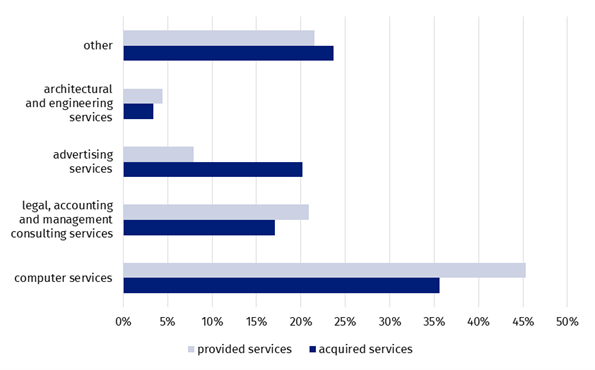 other
architectural
and engineering
services
advertising
services
legal, accounting
and management
consulting services
computer services
0% 5% 10% 15% 20% 25% 30% 35% 40% 45% 50%
provided services acquired services